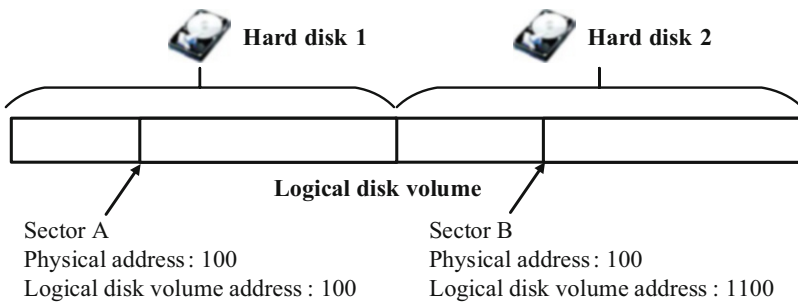 Hard disk 1
Hard disk 2
Logical disk volume
Sector A
Physical address : 100
Logical disk volume address : 100
Sector B
Physical address : 100
Logical disk volume address : 1100